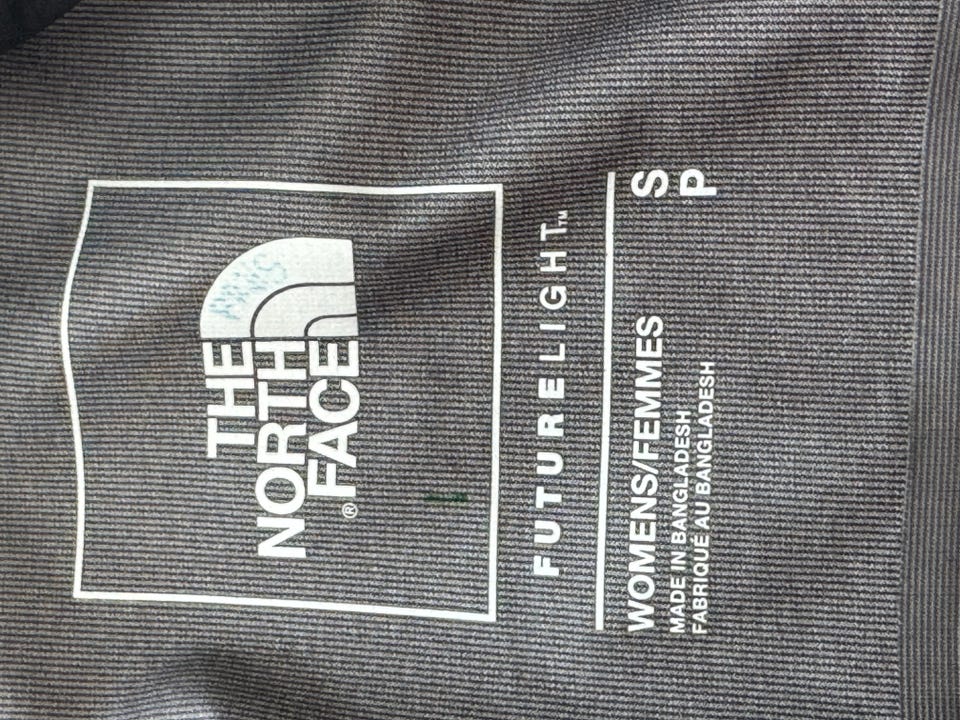 THE
NORTH
FACE®
FUTURELIGHT™
WOMENS/FEMMES S
MADE IN BANGLADESH P
FABRIQUÉ AU BANGLADESH